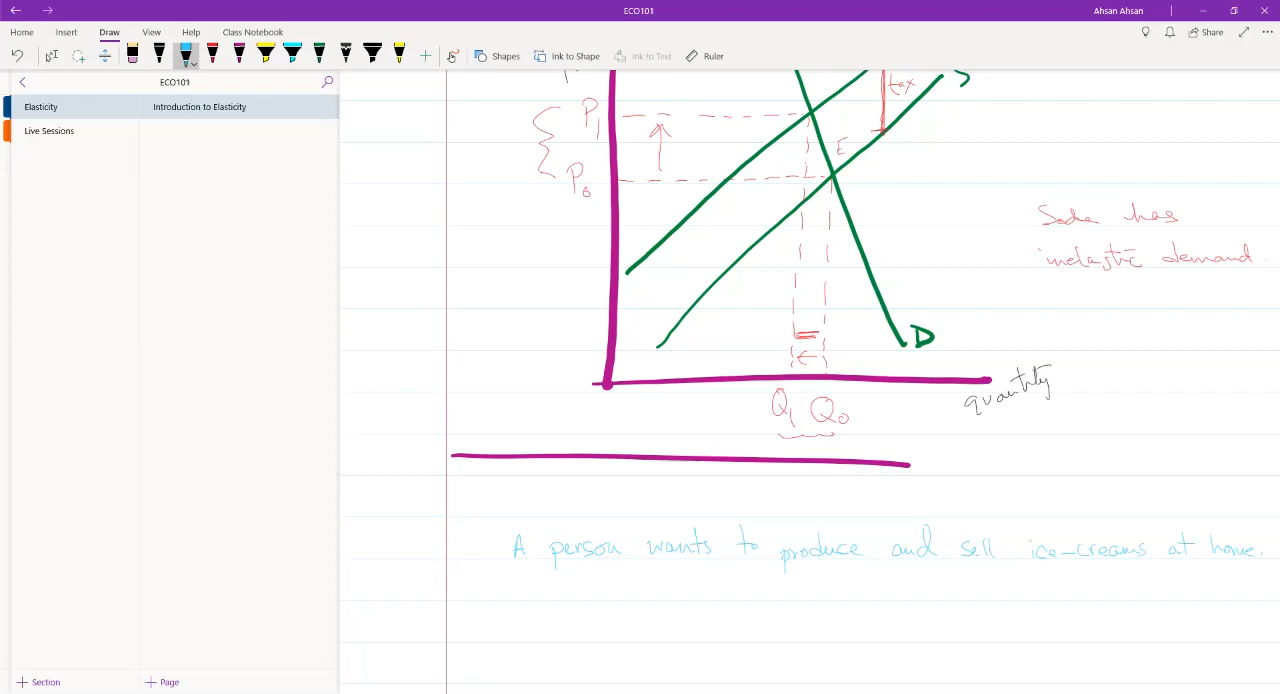 ECO101
Ahsan Ahsan
Home Insert Draw View Help Class Notebook
Share
Shapes Ink to Shape Ink to Text Ruler
ECO101
Elasticity Introduction to Elasticity
Live Sessions
tax S
P1
E
P0
Soda has
inelastic demand.
D
quantity
Q1 Q0
A person wants to produce and sell ice-creams at home.
Section Page